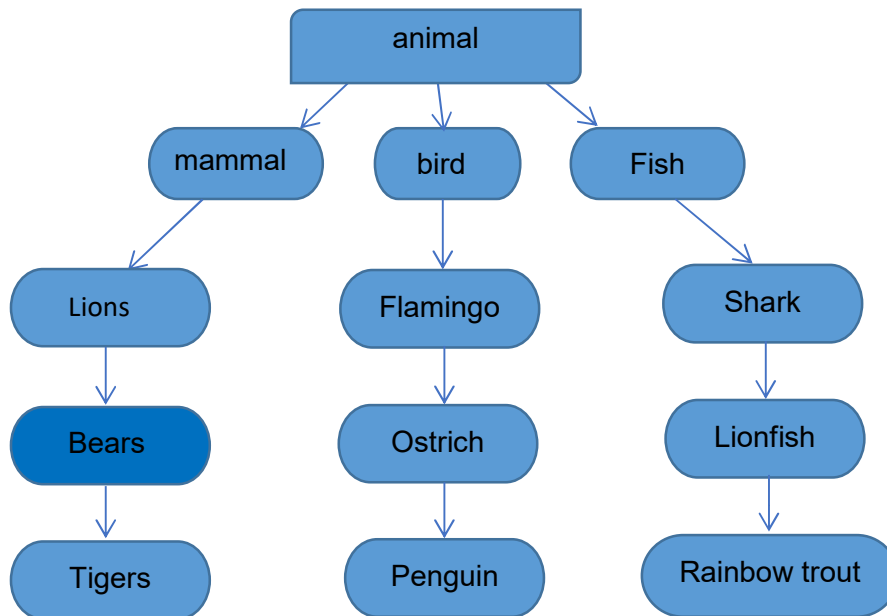 animal
mammal
bird
Fish
Lions
Flamingo
Shark
Bears
Ostrich
Lionfish
Tigers
Penguin
Rainbow trout